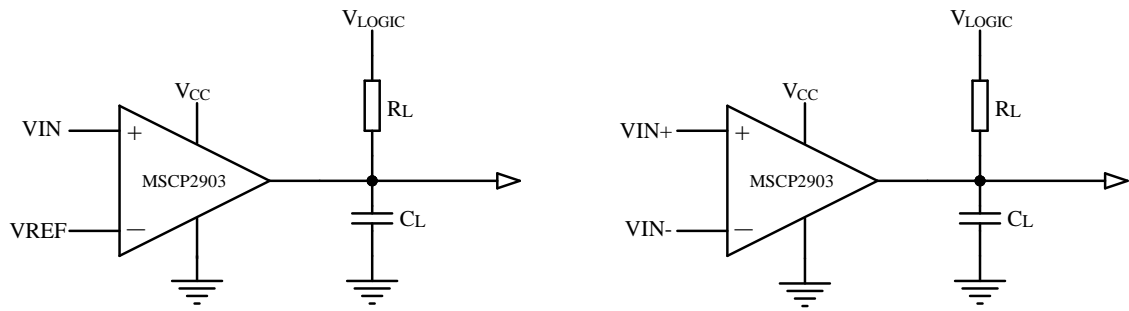 VLOGIC
VCC
RL
VIN
+
MSCP2903
VREF
−
CL
VLOGIC
VCC
RL
VIN+
+
MSCP2903
VIN-
−
CL